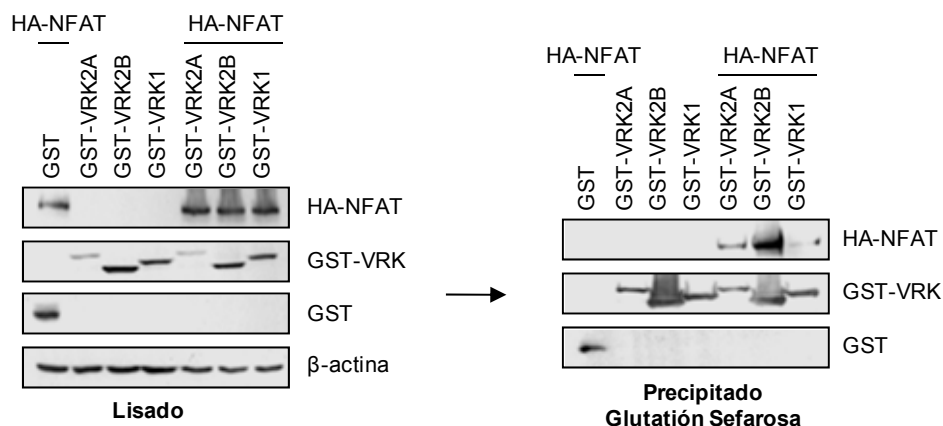 HA-NFAT
HA-NFAT
GST
GST-VRK2A
GST-VRK2B
GST-VRK1
GST-VRK2A
GST-VRK2B
GST-VRK1
HA-NFAT
GST-VRK
GST
β-actina
Lisado
HA-NFAT
HA-NFAT
GST
GST-VRK2A
GST-VRK2B
GST-VRK1
GST-VRK2A
GST-VRK2B
GST-VRK1
HA-NFAT
GST-VRK
GST
Precipitado
Glutatión Sefarosa